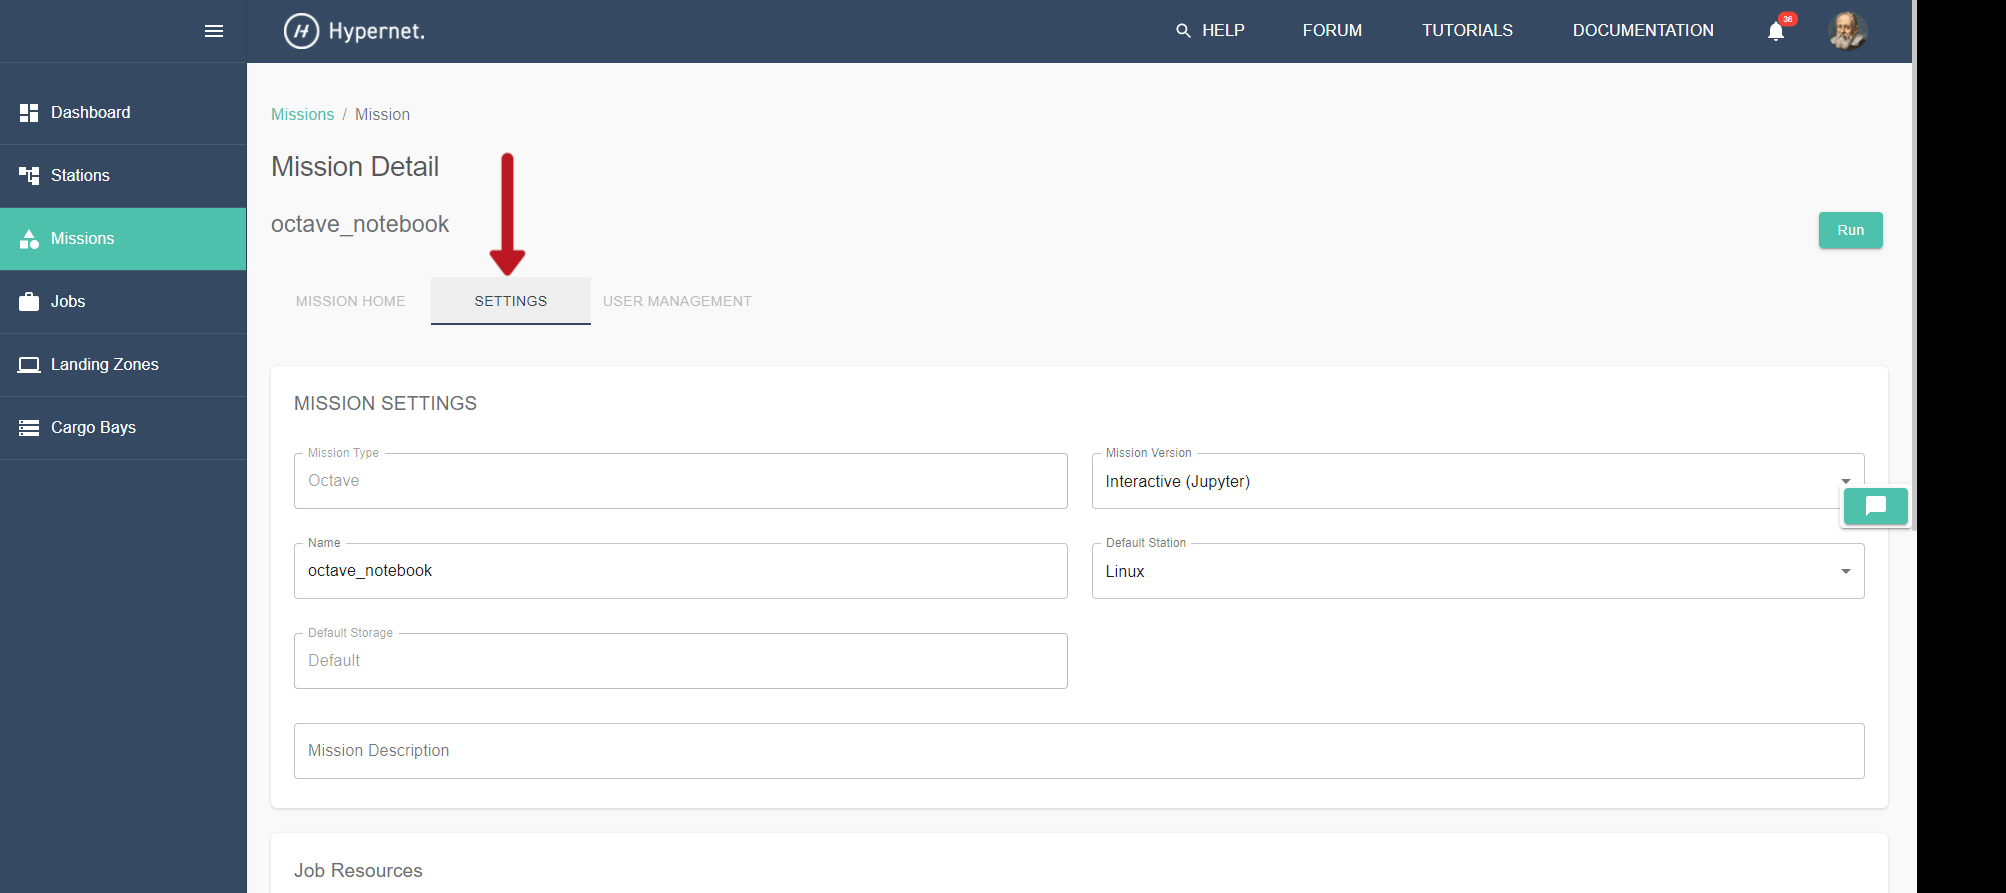 Hypernet.
HELP
FORUM
TUTORIALS
DOCUMENTATION
36
Dashboard
Stations
Missions
Jobs
Landing Zones
Cargo Bays
Missions / Mission
Mission Detail
octave_notebook
Run
MISSION HOME
SETTINGS
USER MANAGEMENT
MISSION SETTINGS
Mission Type
Octave
Mission Version
Interactive (Jupyter)
Name
octave_notebook
Default Station
Linux
Default Storage
Default
Mission Description
Job Resources